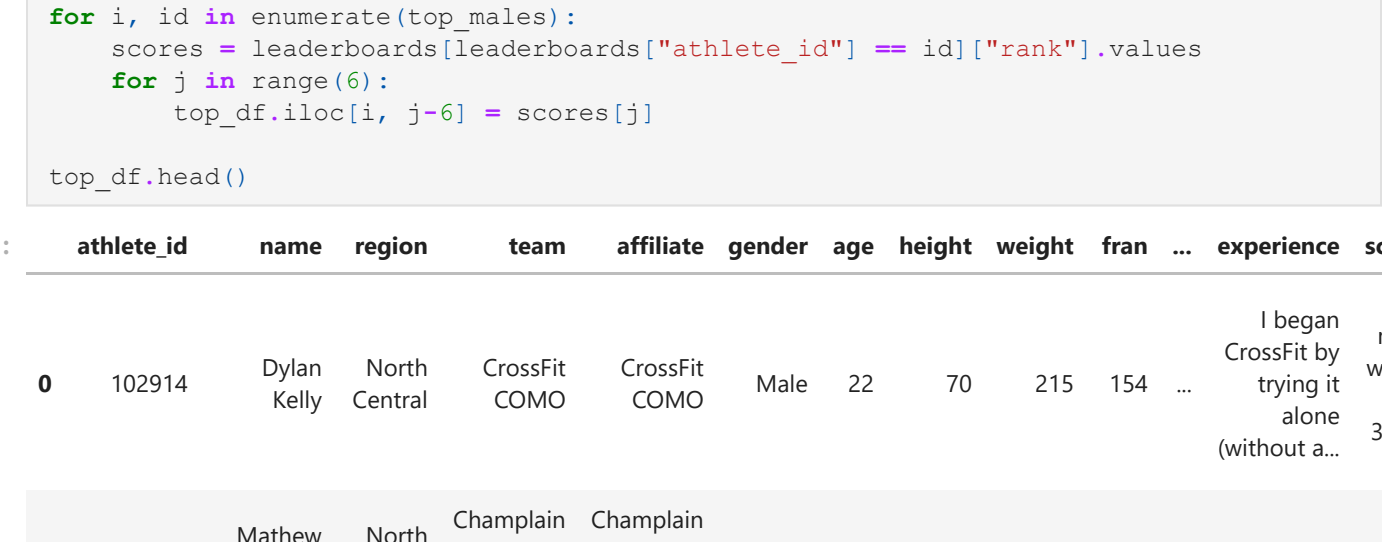 for i, id in enumerate(top_males):
    scores = leaderboards[leaderboards["athlete_id"] == id]["rank"].values
    for j in range(6):
        top_df.iloc[i, j-6] = scores[j]
top_df.head()
: athlete_id name region team affiliate gender age height weight fran ... experience
I began
CrossFit by
Dylan North CrossFit CrossFit trying it
0 102914 Male 22 70 215 154 ...
Kelly Central COMO COMO alone
(without a...
Champlain Champlain
Mathew North